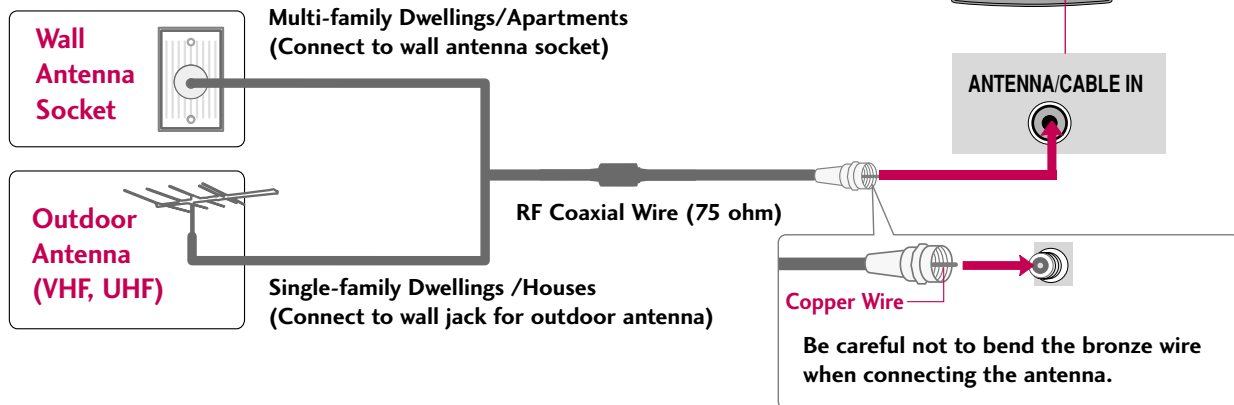 Wall
Antenna
Socket
Multi-family Dwellings/Apartments
(Connect to wall antenna socket)
ANTENNA/CABLE IN
Outdoor
Antenna
(VHF, UHF)
RF Coaxial Wire (75 ohm)
Single-family Dwellings /Houses
(Connect to wall jack for outdoor antenna)
Copper Wire
Be careful not to bend the bronze wire
when connecting the antenna.